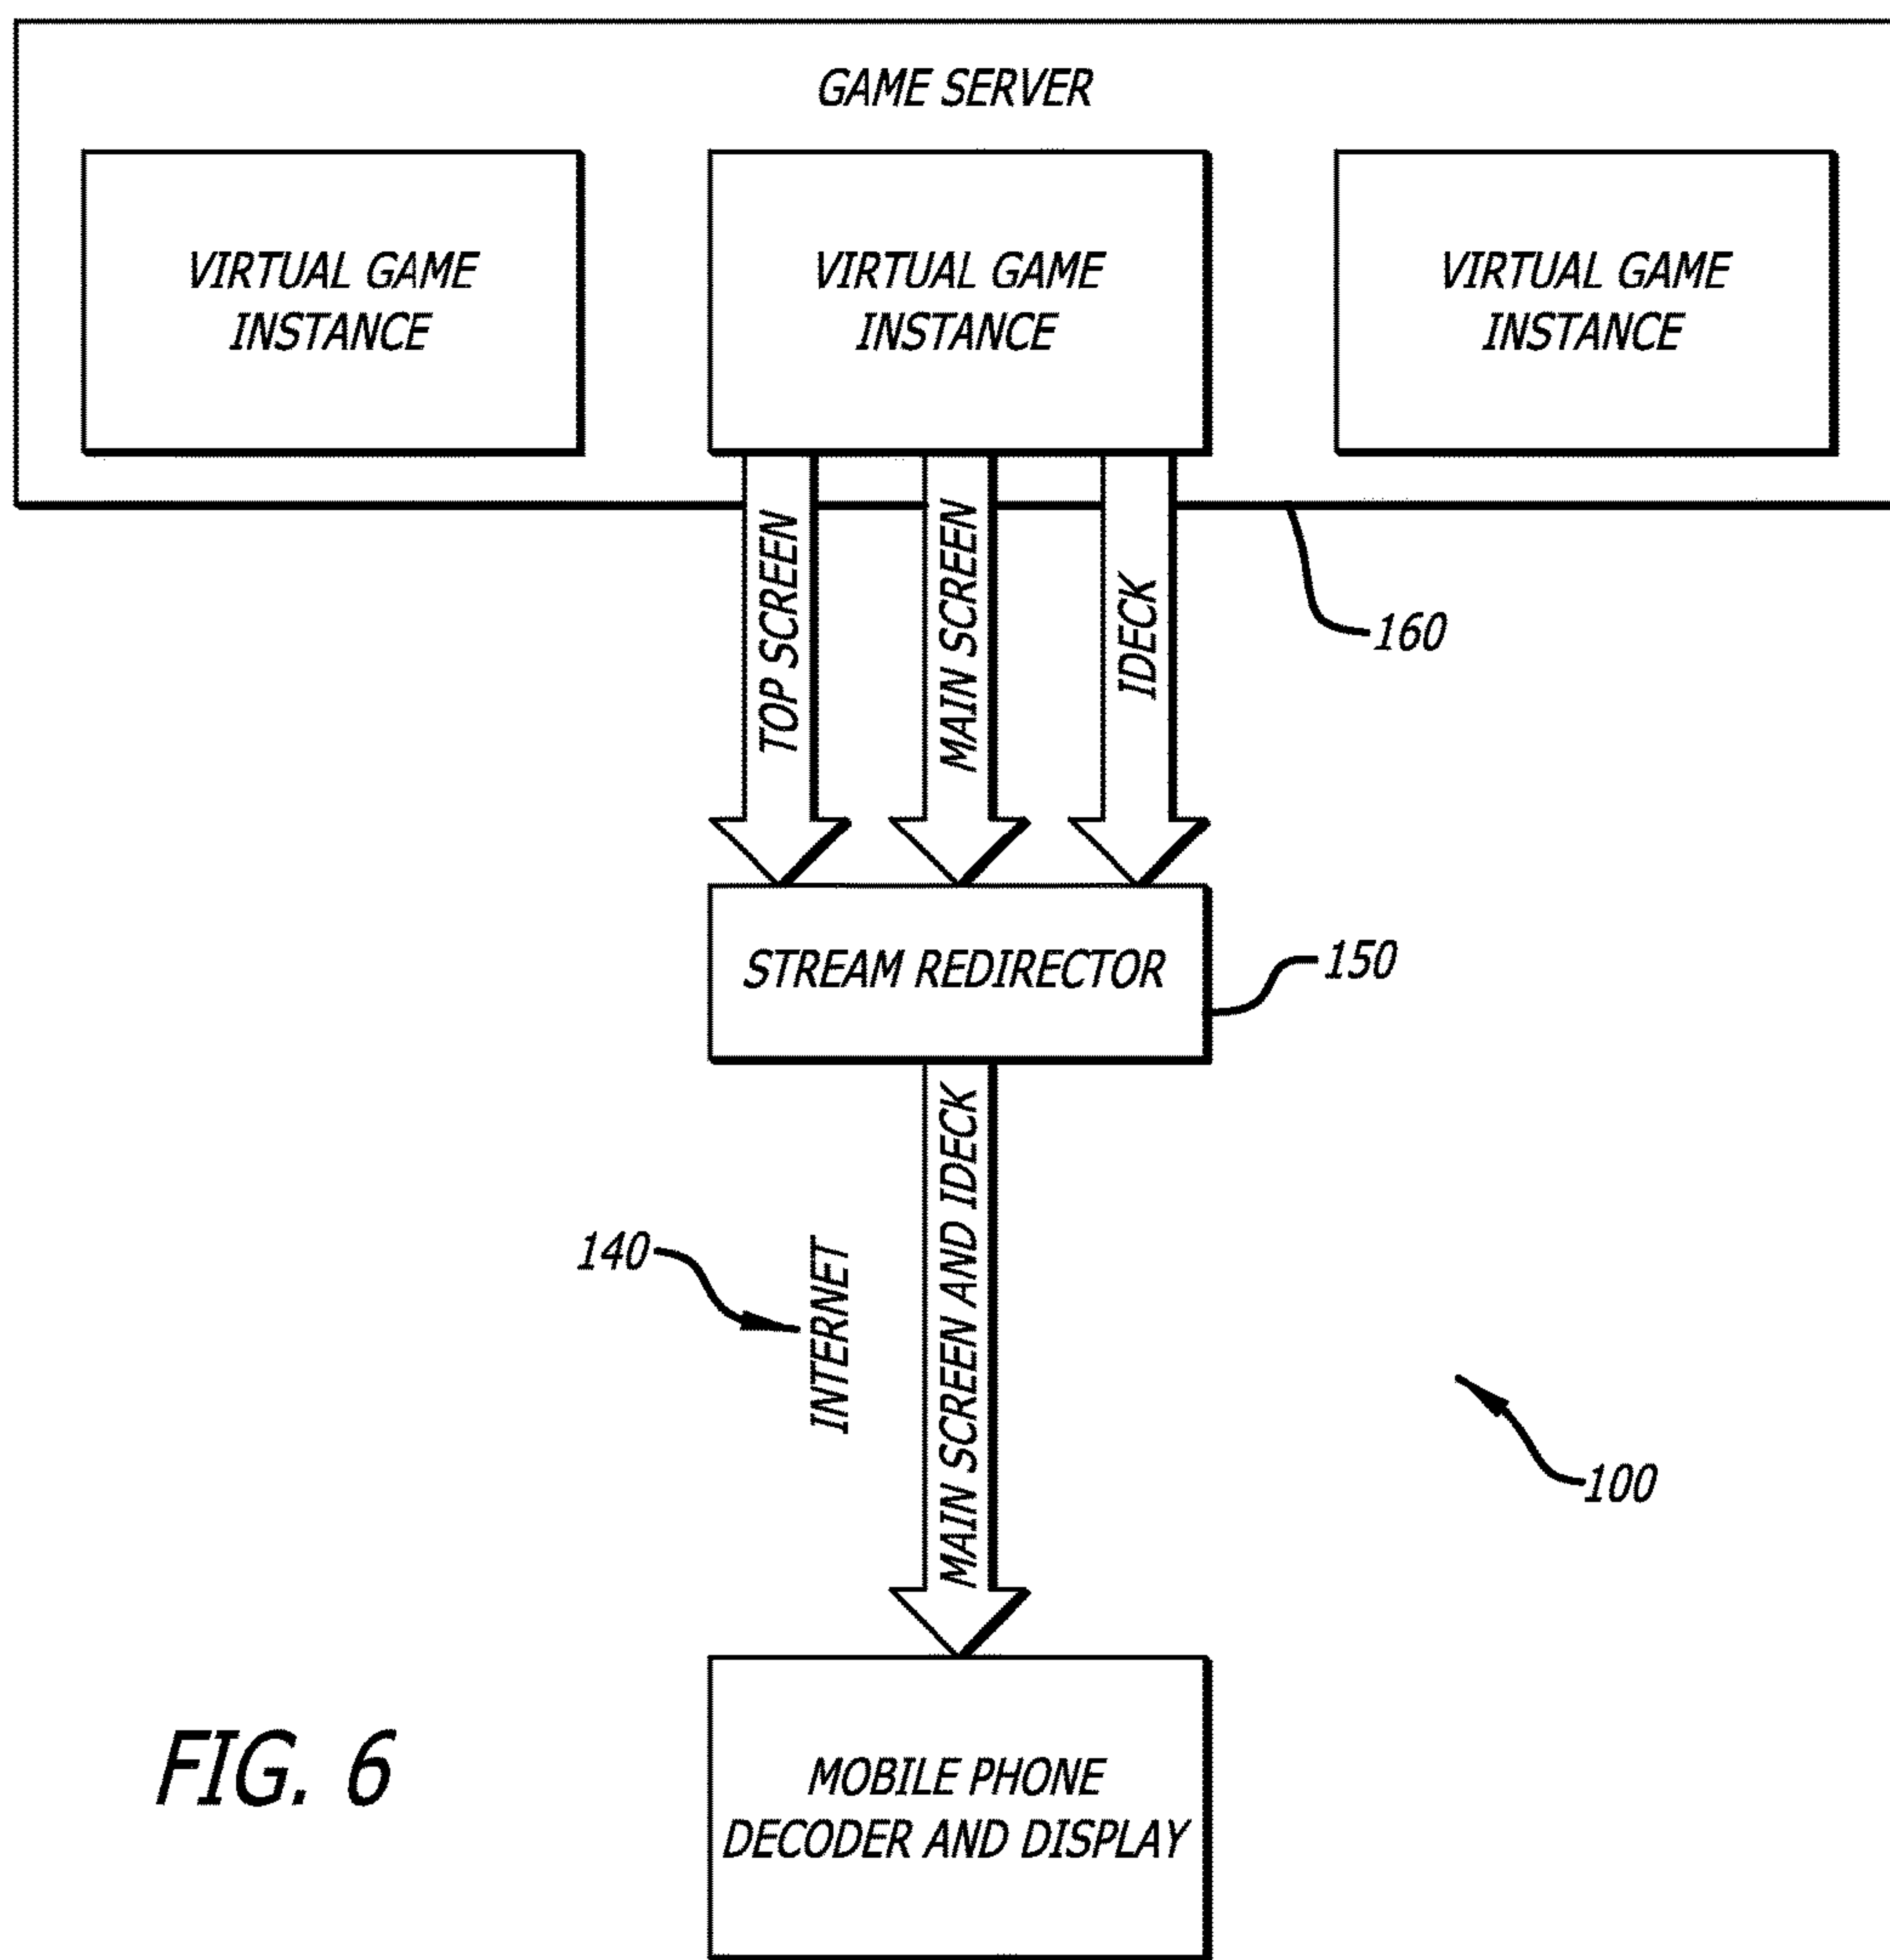 GAME SERVER
VIRTUAL GAME
INSTANCE
VIRTUAL GAME
INSTANCE
VIRTUAL GAME
INSTANCE
TOP SCREEN
MAIN SCREEN
IDECK
160
STREAM REDIRECTOR
150
MAIN SCREEN AND IDECK
140
INTERNET
100
MOBILE PHONE
DECODER AND DISPLAY
FIG. 6